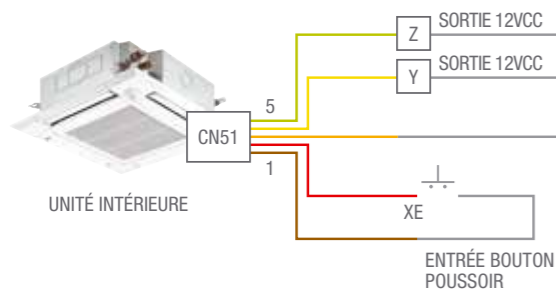 Z
SORTIE 12VCC
Y
SORTIE 12VCC
5
CN51
1
UNITÉ INTÉRIEURE
XE
ENTRÉE BOUTON
POUSSOIR